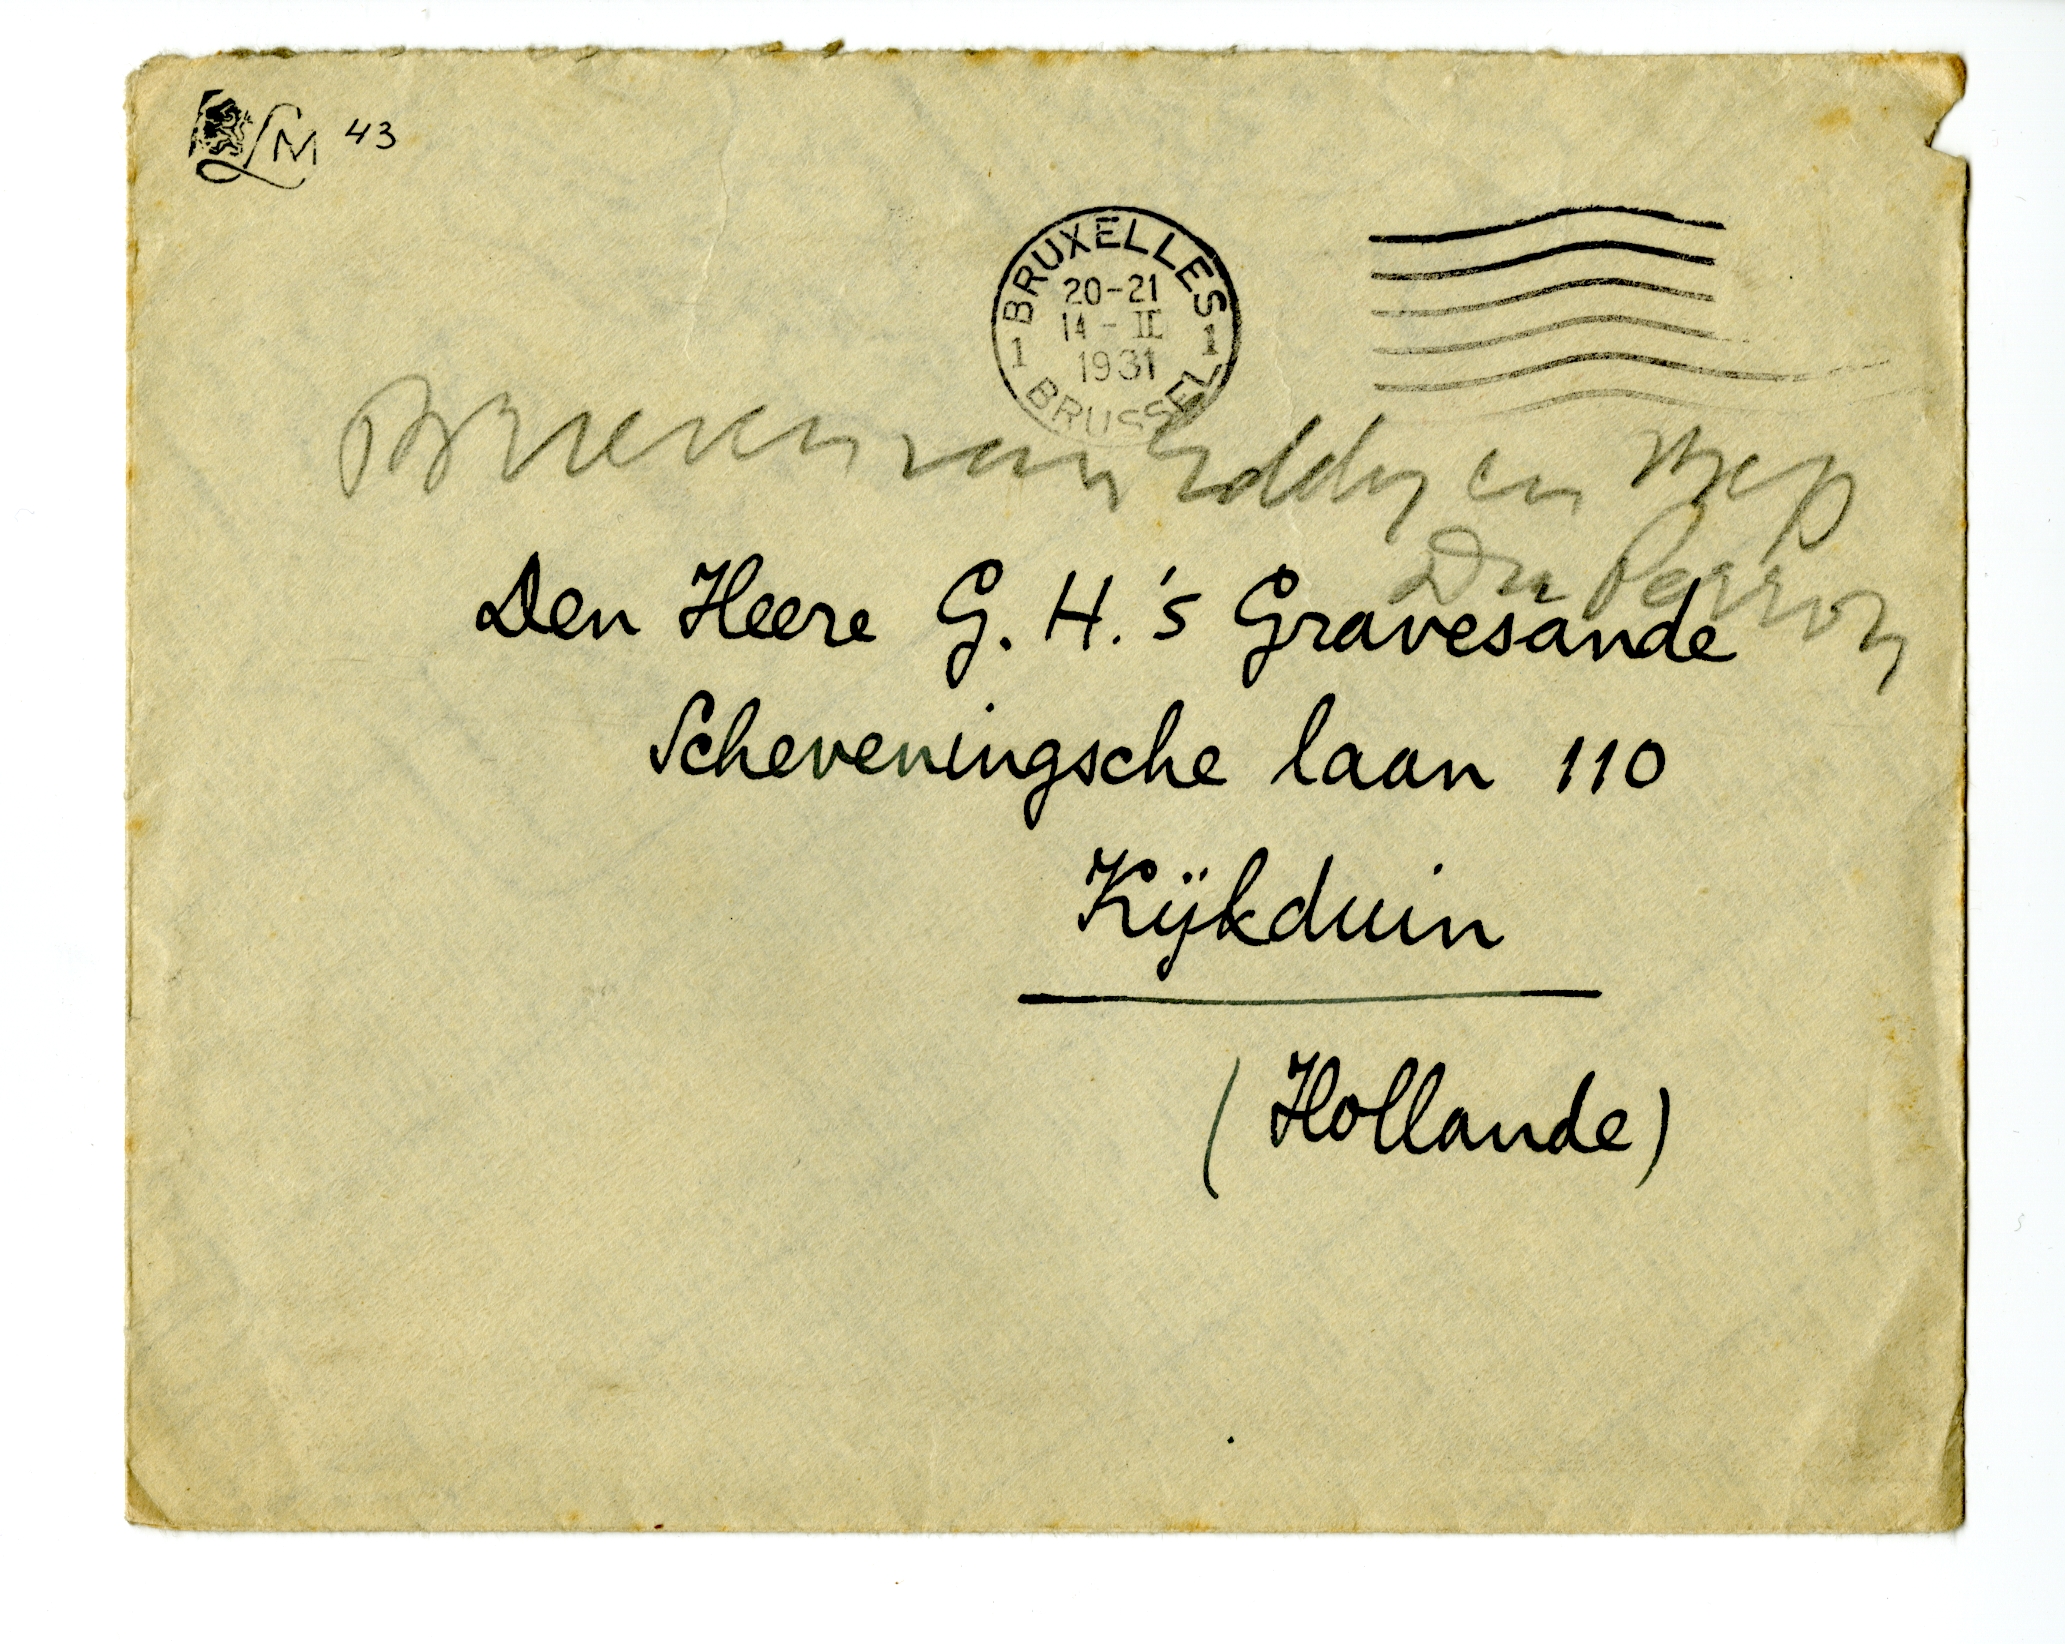 LM 43
BRUXELLES
20-21
14-II
1931
1 1
BRUSSEL
Brieven van Eddy en Bep
Du Perron
Den Heere G. H. 's Gravesande
Scheveningsche laan 110
Kijkduin
(Hollande)